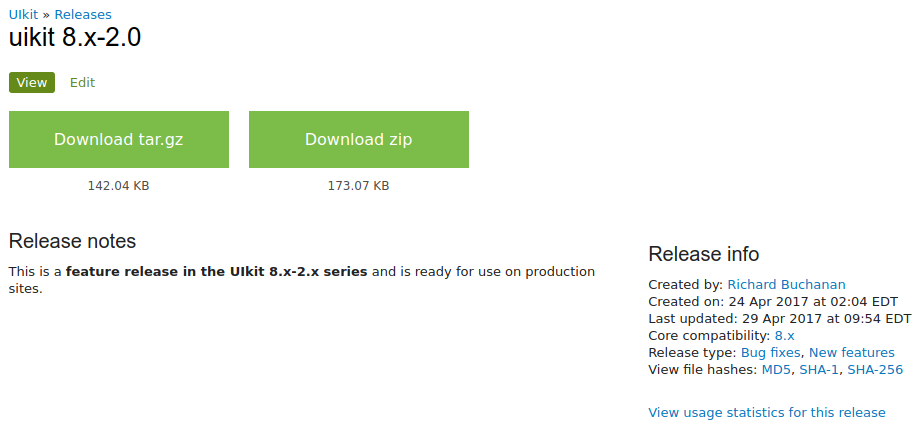 UIkit » Releases
uikit 8.x-2.0
View Edit
Download tar.gz Download zip
142.04 KB 173.07 KB
Release notes
This is a feature release in the UIkit 8.x-2.x series and is ready for use on production
sites.
Release info
Created by: Richard Buchanan
Created on: 24 Apr 2017 at 02:04 EDT
Last updated: 29 Apr 2017 at 09:54 EDT
Core compatibility: 8.x
Release type: Bug fixes, New features
View file hashes: MD5, SHA-1, SHA-256
View usage statistics for this release